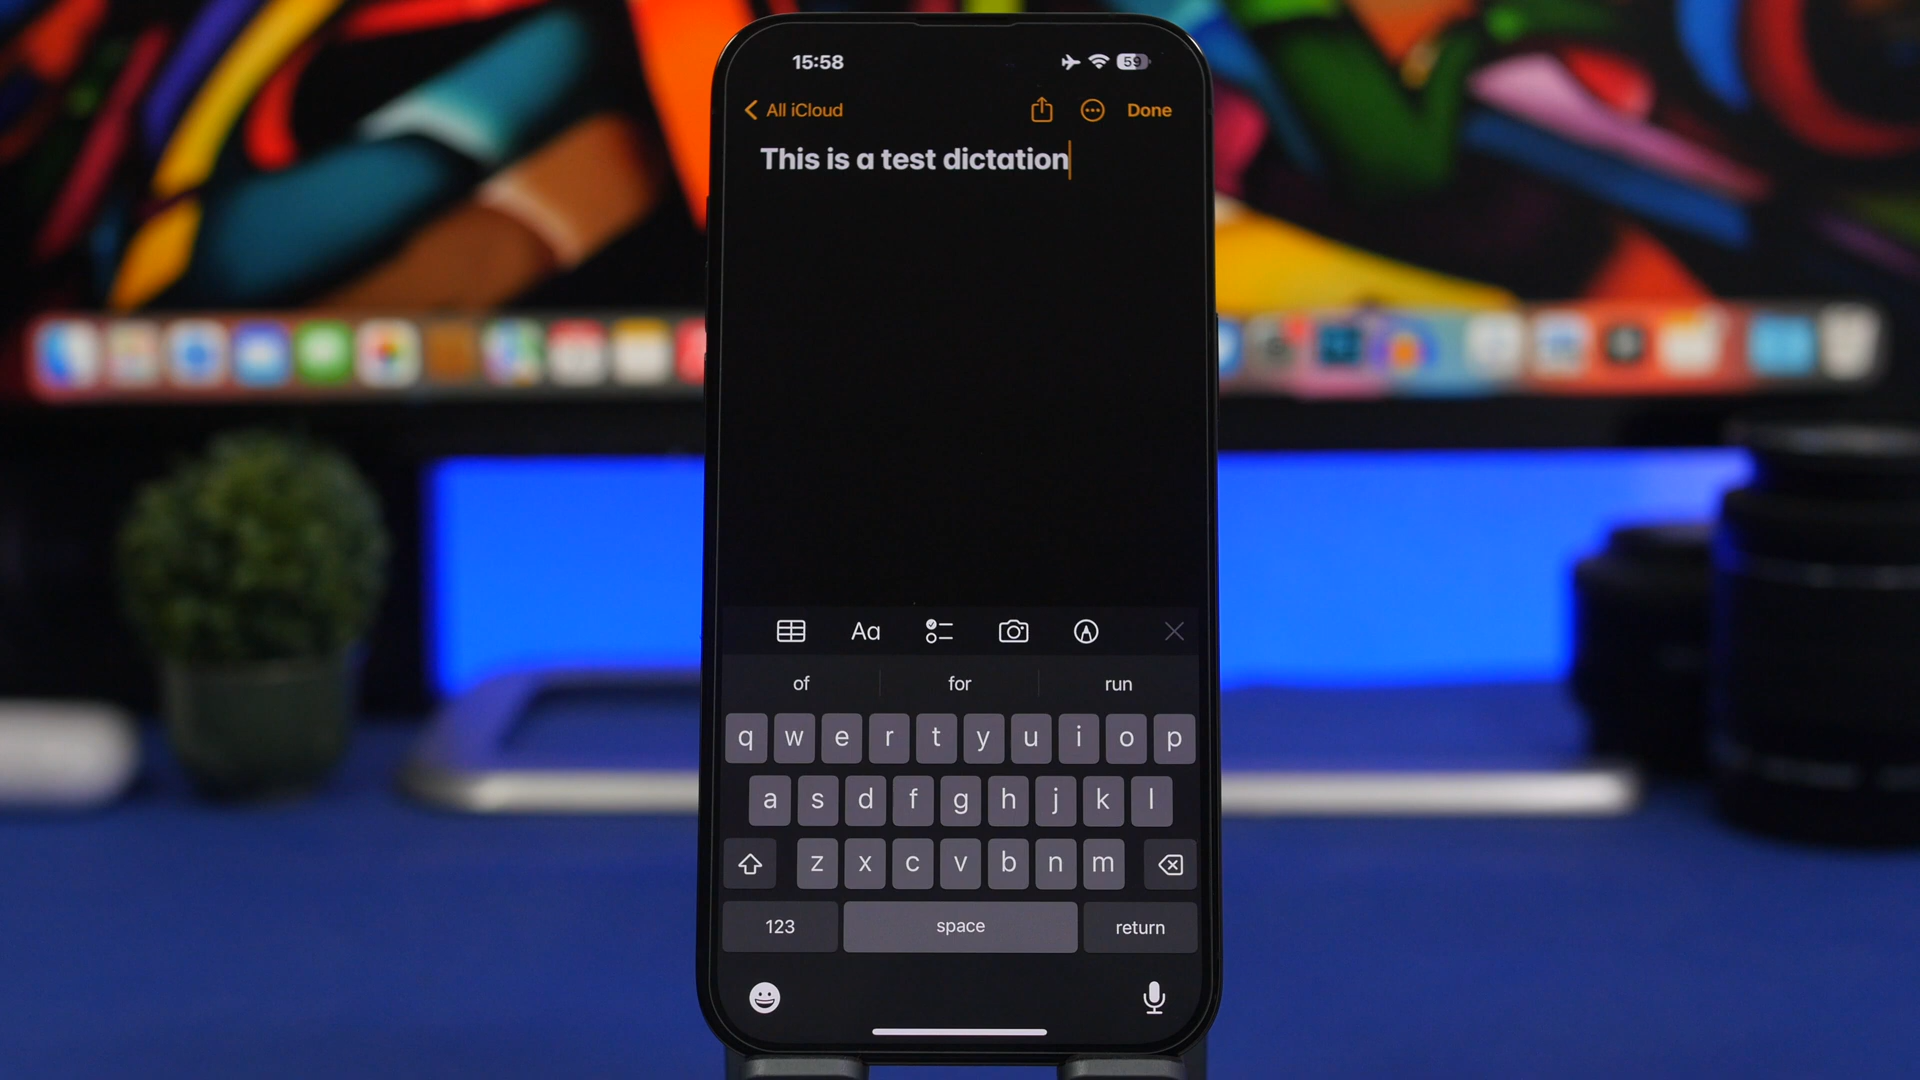 15:58 59
All iCloud Done
This is a test dictation
Aa
of for run
q w e r t y u i o p
a s d f g h j k l
z x c v b n m
123 space return